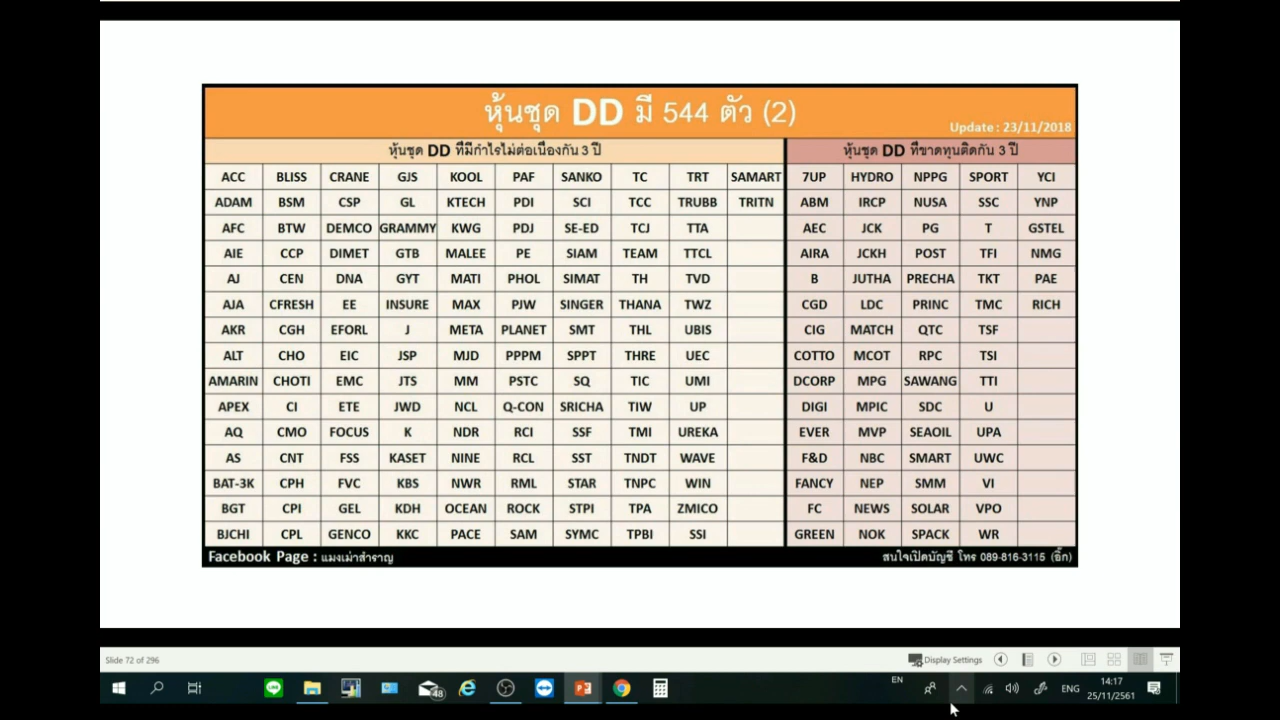 หุ้นชุด DD มี 544 ตัว (2)
Update : 23/11/2018
หุ้นชุด DD ที่มีกำไรไม่ต่อเนื่องกัน 3 ปี หุ้นชุด DD ที่ขาดทุนติดกัน 3 ปี
ACC BLISS CRANE GJS KOOL PAF SANKO TC TRT SAMART 7UP HYDRO NPPG SPORT YCI
ADAM BSM CSP GL KTECH PDI SCI TCC TRUBB TRITN ABM IRCP NUSA SSC YNP
AFC BTW DEMCO GRAMMY KWG PDJ SE-ED TCJ TTA AEC JCK PG T GSTEL
AIE CCP DIMET GTB MALEE PE SIAM TEAM TTCL AIRA JCKH POST TFI NMG
AJ CEN DNA GYT MATI PHOL SIMAT TH TVD B JUTHA PRECHA TKT PAE
AJA CFRESH EE INSURE MAX PJW SINGER THANA TWZ CGD LDC PRINC TMC RICH
AKR CGH EFORL J META PLANET SMT THL UBIS CIG MATCH QTC TSF
ALT CHO EIC JSP MJD PPPM SPPT THRE UEC COTTO MCOT RPC TSI
AMARIN CHOTI EMC JTS MM PSTC SQ TIC UMI DCORP MPG SAWANG TTI
APEX CI ETE JWD NCL Q-CON SRICHA TIW UP DIGI MPIC SDC U
AQ CMO FOCUS K NDR RCI SSF TMI UREKA EVER MVP SEAOIL UPA
AS CNT FSS KASET NINE RCL SST TNDT WAVE F&D NBC SMART UWC
BAT-3K CPH FVC KBS NWR RML STAR TNPC WIN FANCY NEP SMM VI
BGT CPI GEL KDH OCEAN ROCK STPI TPA ZMICO FC NEWS SOLAR VPO
BJCHI CPL GENCO KKC PACE SAM SYMC TPBI SSI GREEN NOK SPACK WR
Facebook Page : แมงเม่าสำราญ สนใจเปิดบัญชี โทร 089-816-3115 (อิ๊ก)
Slide 72 of 296 Display Settings
48 EN ENG 14:17
25/11/2561